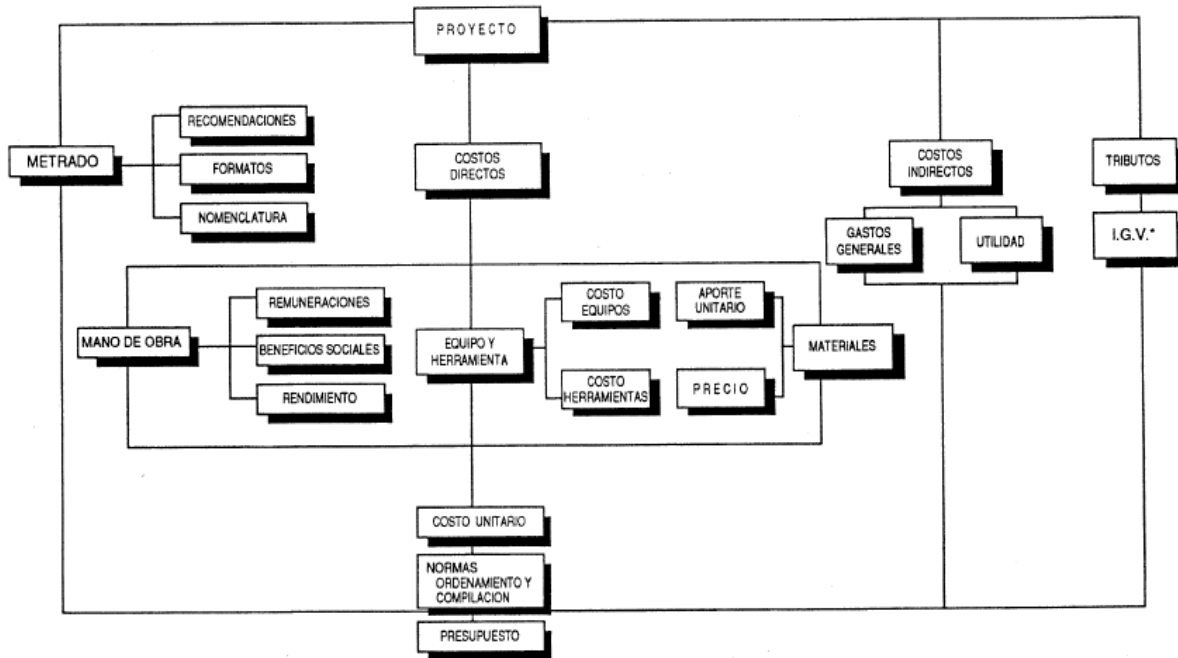 PROYECTO
RECOMENDACIONES
METRADO
FORMATOS
NOMENCLATURA
COSTOS
DIRECTOS
COSTOS
INDIRECTOS
TRIBUTOS
GASTOS
GENERALES
UTILIDAD
I.G.V.*
MANO DE OBRA
REMUNERACIONES
BENEFICIOS SOCIALES
RENDIMIENTO
EQUIPO Y
HERRAMIENTA
COSTO
EQUIPOS
COSTO
HERRAMIENTAS
APORTE
UNITARIO
PRECIO
MATERIALES
COSTO UNITARIO
NORMAS
ORDENAMIENTO Y
COMPILACION
PRESUPUESTO